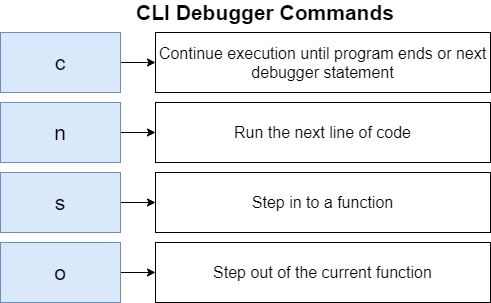 CLI Debugger Commands
c
Continue execution until program ends or next
debugger statement
n
Run the next line of code
s
Step in to a function
o
Step out of the current function